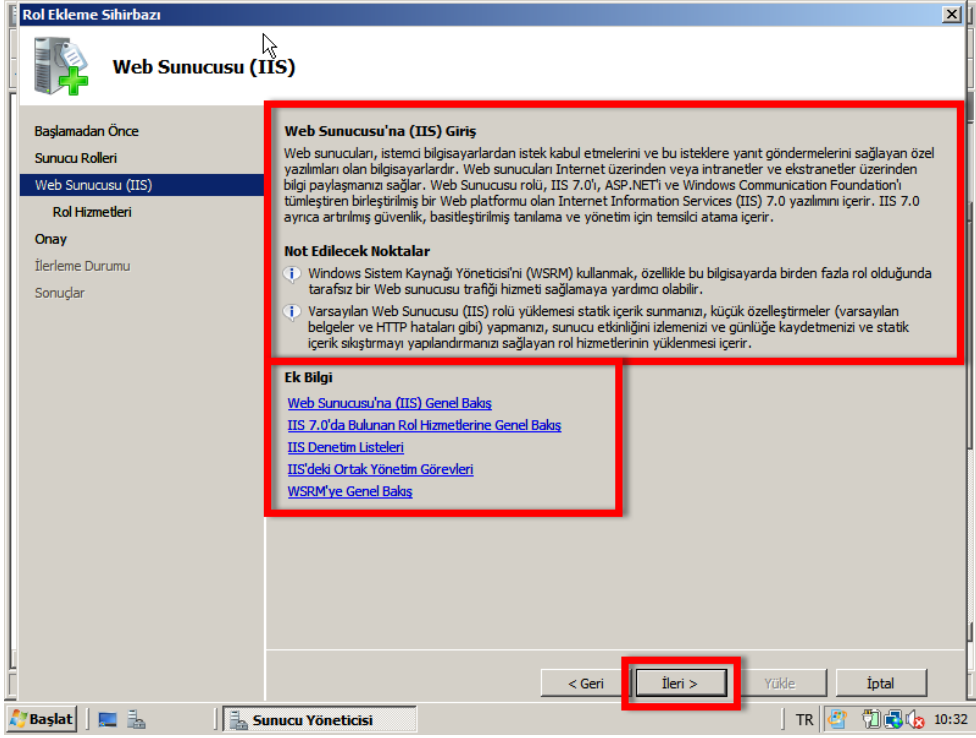 Rol Ekleme Sihirbazı
Web Sunucusu (IIS)
Başlamadan Önce
Sunucu Rolleri
Web Sunucusu (IIS)
Rol Hizmetleri
Onay
İlerleme Durumu
Sonuçlar
Web Sunucusu'na (IIS) Giriş
Web sunucuları, istemci bilgisayarlardan istek kabul etmelerini ve bu isteklere yanıt göndermelerini sağlayan özel
yazılımları olan bilgisayarlardır. Web sunucuları Internet üzerinden veya intranetler ve ekstranetler üzerinden
bilgi paylaşmanızı sağlar. Web Sunucusu rolü, IIS 7.0'ı, ASP.NET'i ve Windows Communication Foundation'ı
tümleştiren birleştirilmiş bir Web platformu olan Internet Information Services (IIS) 7.0 yazılımını içerir. IIS 7.0
ayrıca artırılmış güvenlik, basitleştirilmiş tanılama ve yönetim için temsilci atama içerir.
Not Edilecek Noktalar
Windows Sistem Kaynağı Yöneticisi'ni (WSRM) kullanmak, özellikle bu bilgisayarda birden fazla rol olduğunda
tarafsız bir Web sunucusu trafiği hizmeti sağlamaya yardımcı olabilir.
Varsayılan Web Sunucusu (IIS) rolü yüklemesi statik içerik sunmanızı, küçük özelleştirmeler (varsayılan
belgeler ve HTTP hataları gibi) yapmanızı, sunucu etkinliğini izlemenizi ve günlüğe kaydetmenizi ve statik
içerik sıkıştırmayı yapılandırmanızı sağlayan rol hizmetlerinin yüklenmesi içerir.
Ek Bilgi
Web Sunucusu'na (IIS) Genel Bakış
IIS 7.0'da Bulunan Rol Hizmetlerine Genel Bakış
IIS Denetim Listeleri
IIS'deki Ortak Yönetim Görevleri
WSRM'ye Genel Bakış
< Geri
İleri >
Yükle
İptal
Başlat
Sunucu Yöneticisi
TR
10:32